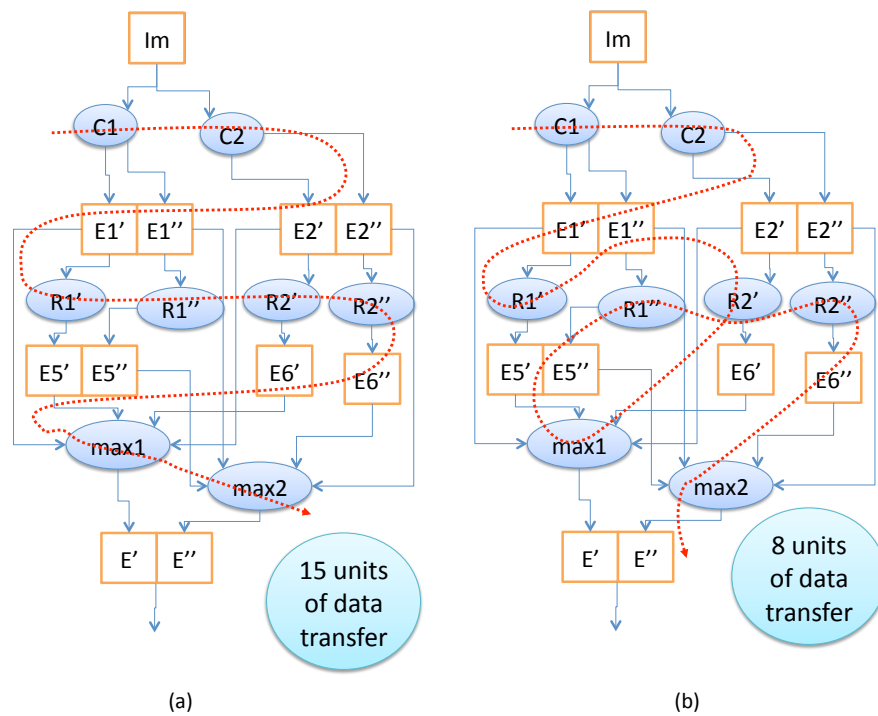 Im
C1
C2
E1'
E1''
E2'
E2''
R1'
R1''
R2'
R2''
E5'
E5''
E6'
E6''
max1
max2
E'
E''
15 units
of data
transfer
(a)
Im
C1
C2
E1'
E1''
E2'
E2''
R1'
R1''
R2'
R2''
E5'
E5''
E6'
E6''
max1
max2
E'
E''
8 units
of data
transfer
(b)